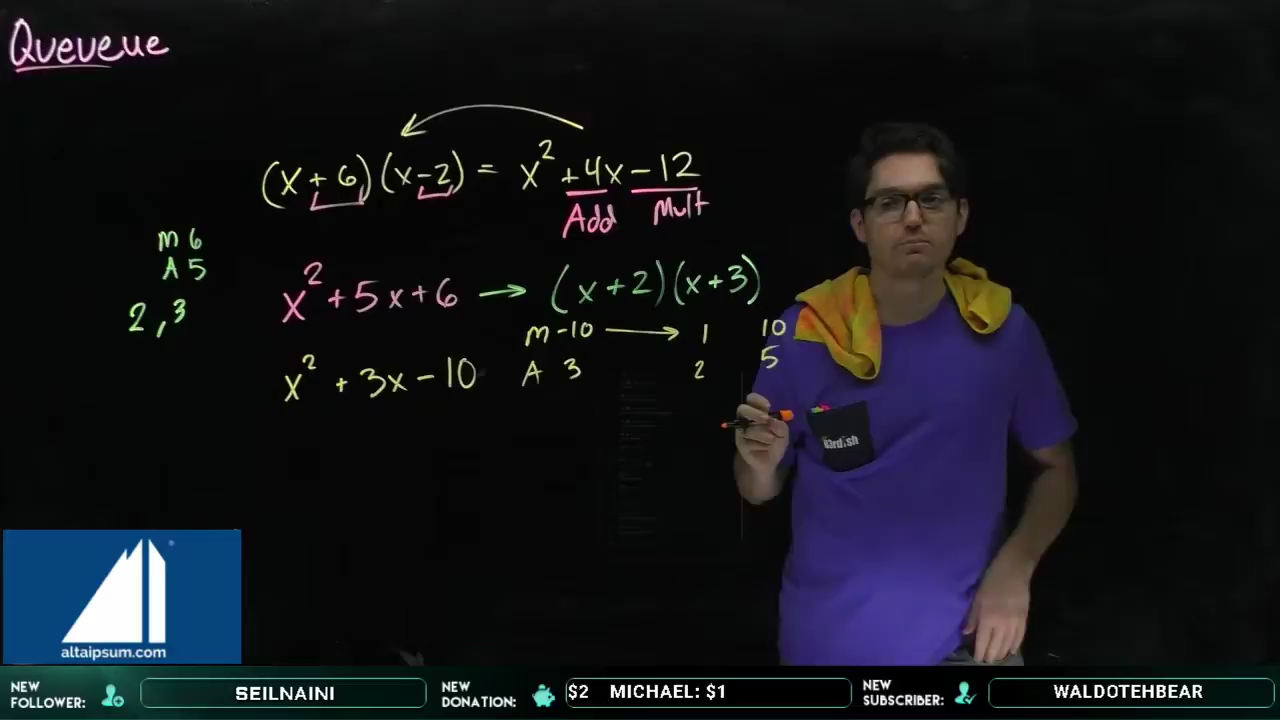 Queueue
(x + 6)(x - 2) = x² + 4x - 12
Add Mult
M 6
A 5
2, 3
x² + 5x + 6 → (x + 2)(x + 3)
M -10 → 1 10
A 3 2 5
x² + 3x - 10
altaipsum.com
NEW FOLLOWER: SEILNAINI
NEW DONATION: $2 MICHAEL: $1
NEW SUBSCRIBER: WALDOTEHBEAR